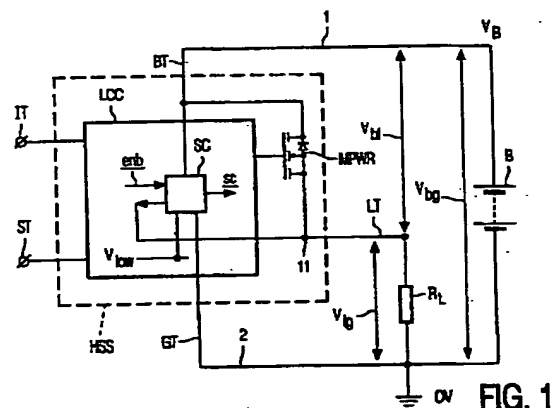 1
V_B
BT
IT
LCC
enb
SC
sc
MPWR
V_bl
B
V_bg
LT
ST
V_low
11
V_lg
R_L
HSS
GT
2
0V
FIG. 1